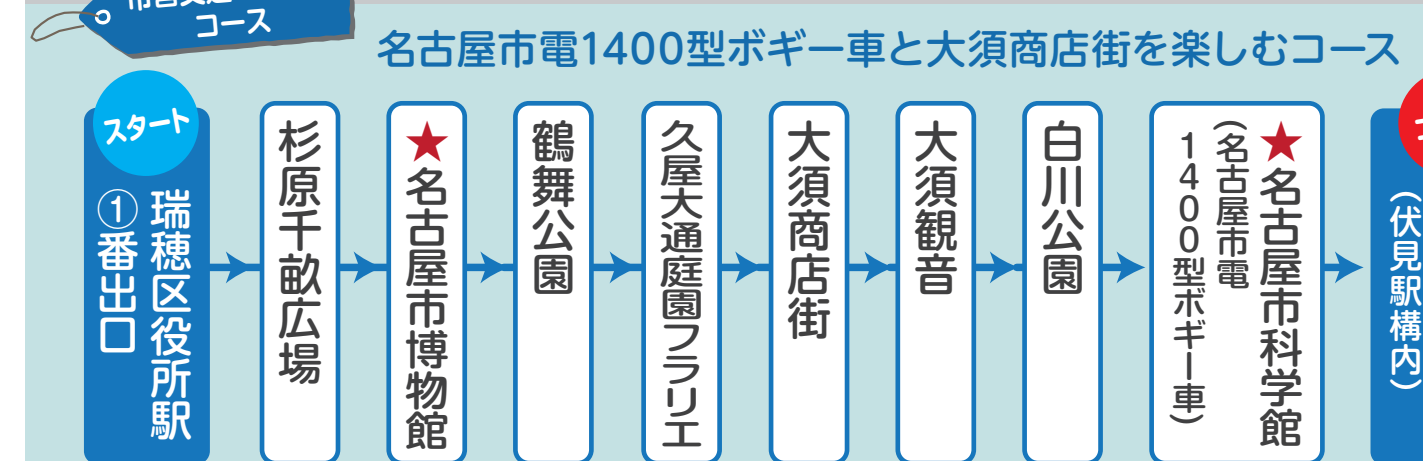 コース
名古屋市電1400型ボギー車と大須商店街を楽しむコース
スタート
瑞穂区役所駅
①番出口
杉原千畝広場
★名古屋市博物館
鶴舞公園
久屋大通庭園フラリエ
大須商店街
大須観音
白川公園
★名古屋市科学館
(名古屋市電
1400型ボギー車)
(伏見駅構内)